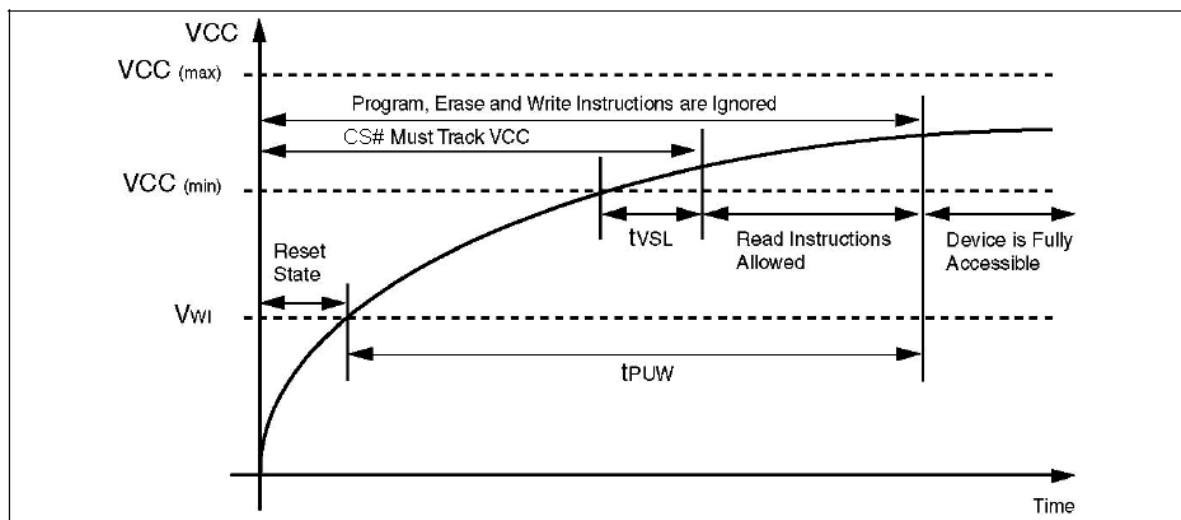 VCC
VCC (max)
Program, Erase and Write Instructions are Ignored
CS# Must Track VCC
VCC (min)
tVSL
Read Instructions
Allowed
Device is Fully
Accessible
Reset
State
VWI
tPUW
Time